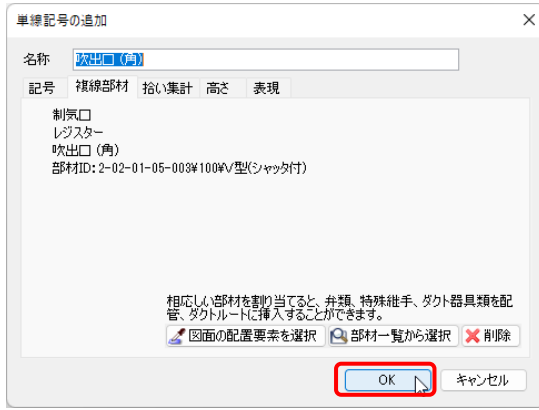 単線記号の追加
名称 吹出口 (角)
記号 複線部材 拾い集計 高さ 表現
制気口
レジスター
吹出口 (角)
部材ID: 2-02-01-05-003¥100¥V型(シャッタ付)
相応しい部材を割り当てると、弁類、特殊継手、ダクト器具類を配
管、ダクトルートに挿入することができます。
図面の配置要素を選択 部材一覧から選択 削除
OK キャンセル